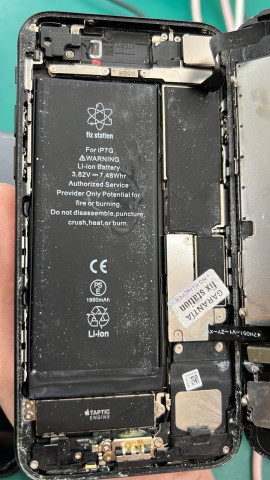 fix station
For iP7G
⚠WARNING
Li-ion Battery
3.82V⎓7.48Whr
Authorized Service
Provider Only Potential for
fire or burning.
Do not disassemble,puncture,
crush,heat,or burn.
CE
1960mAh
Li-ion
GARANTIA
fix station
TAPTIC
ENGINE